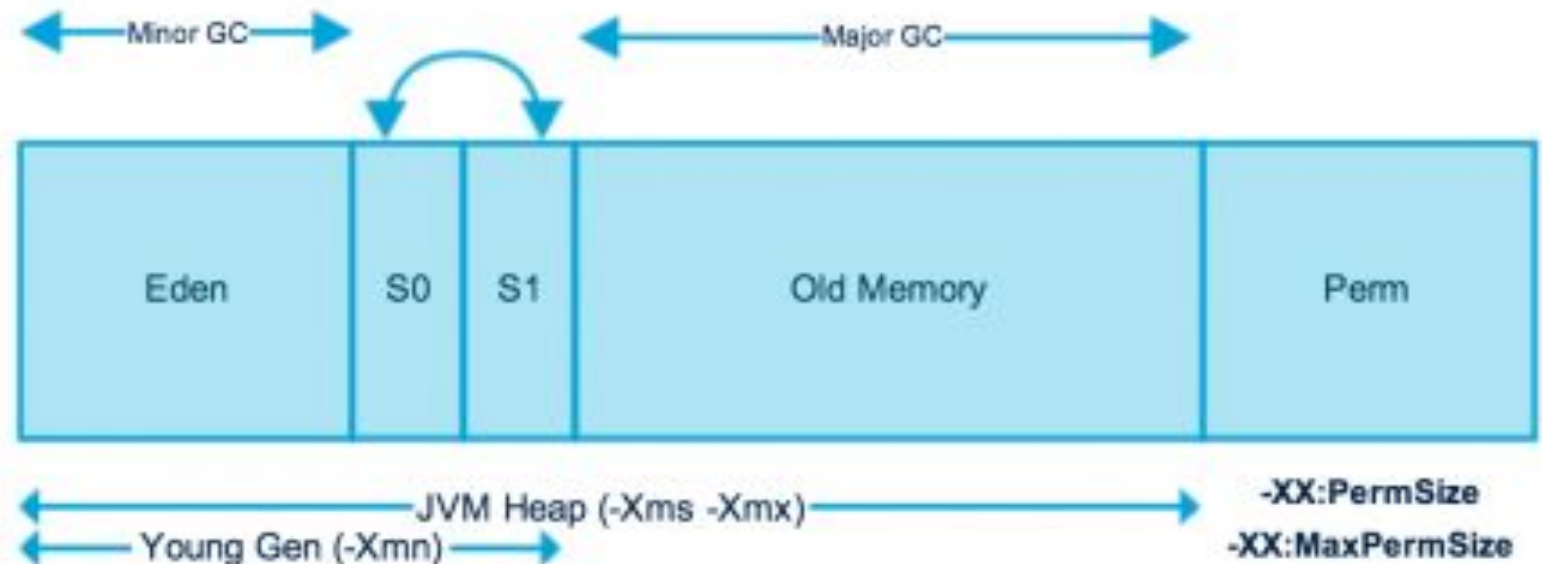 Minor GC
Major GC
Eden
S0
S1
Old Memory
Perm
JVM Heap (-Xms -Xmx)
-XX:PermSize
Young Gen (-Xmn)
-XX:MaxPermSize